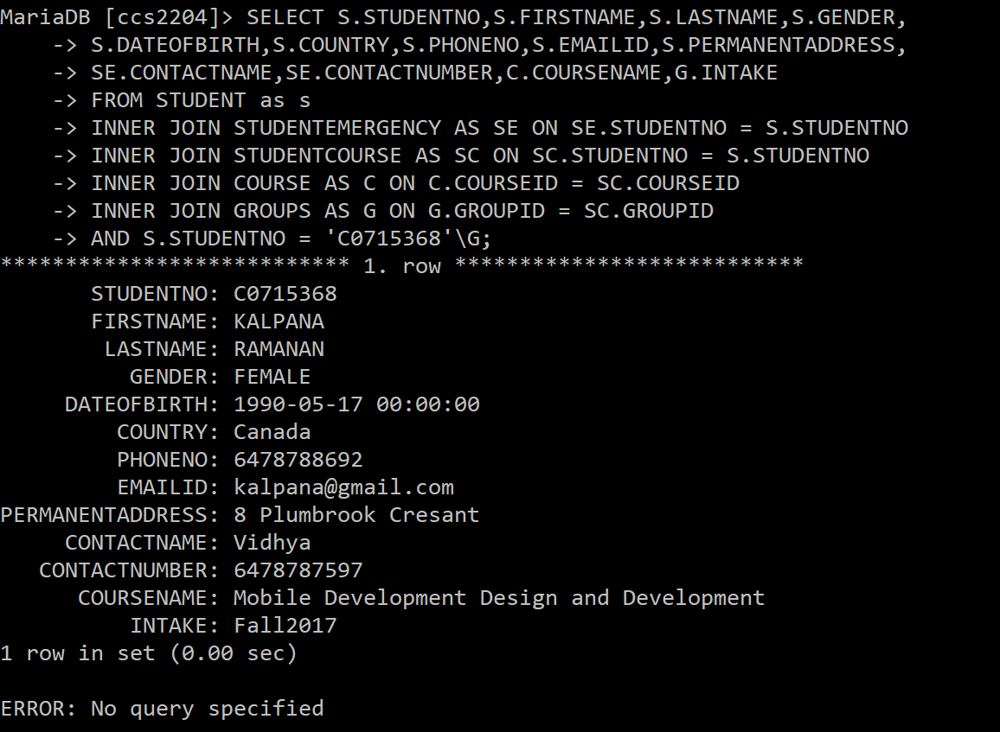 MariaDB [ccs2204]> SELECT S.STUDENTNO,S.FIRSTNAME,S.LASTNAME,S.GENDER,
    -> S.DATEOFBIRTH,S.COUNTRY,S.PHONENO,S.EMAILID,S.PERMANENTADDRESS,
    -> SE.CONTACTNAME,SE.CONTACTNUMBER,C.COURSENAME,G.INTAKE
    -> FROM STUDENT as s
    -> INNER JOIN STUDENTEMERGENCY AS SE ON SE.STUDENTNO = S.STUDENTNO
    -> INNER JOIN STUDENTCOURSE AS SC ON SC.STUDENTNO = S.STUDENTNO
    -> INNER JOIN COURSE AS C ON C.COURSEID = SC.COURSEID
    -> INNER JOIN GROUPS AS G ON G.GROUPID = SC.GROUPID
    -> AND S.STUDENTNO = 'C0715368'\G;
*************************** 1. row ***************************
       STUDENTNO: C0715368
       FIRSTNAME: KALPANA
        LASTNAME: RAMANAN
          GENDER: FEMALE
     DATEOFBIRTH: 1990-05-17 00:00:00
         COUNTRY: Canada
         PHONENO: 6478788692
         EMAILID: kalpana@gmail.com
PERMANENTADDRESS: 8 Plumbrook Cresant
     CONTACTNAME: Vidhya
   CONTACTNUMBER: 6478787597
      COURSENAME: Mobile Development Design and Development
          INTAKE: Fall2017
1 row in set (0.00 sec)

ERROR: No query specified